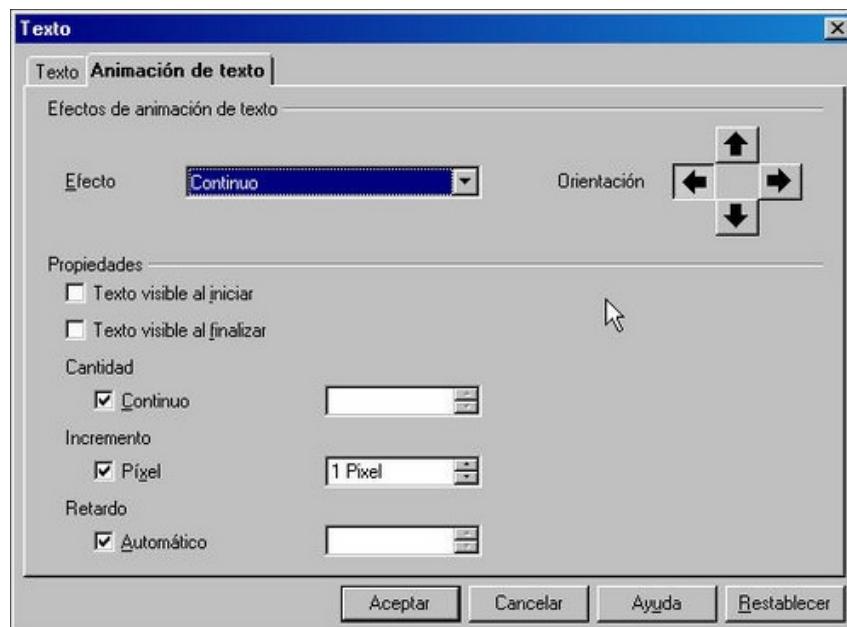 Texto
Texto Animación de texto
Efectos de animación de texto
Efecto Continuo Orientación
Propiedades
Texto visible al iniciar
Texto visible al finalizar
Cantidad
Continuo
Incremento
Píxel 1 Pixel
Retardo
Automático
Aceptar Cancelar Ayuda Restablecer